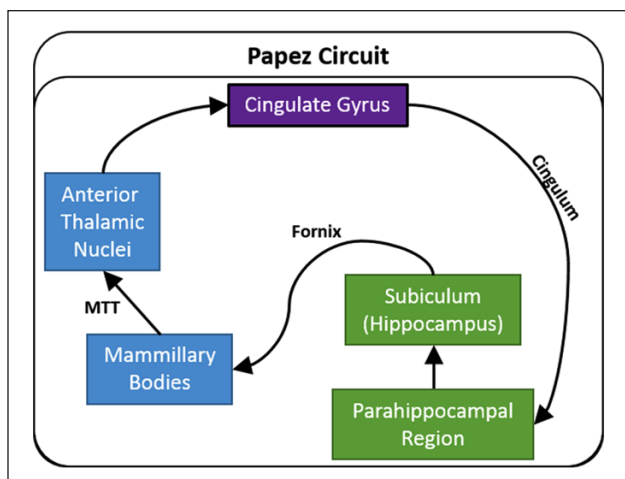 Papez Circuit
Cingulate Gyrus
Cingulum
Anterior
Thalamic
Nuclei
Fornix
Subiculum
(Hippocampus)
MTT
Mammillary
Bodies
Parahippocampal
Region